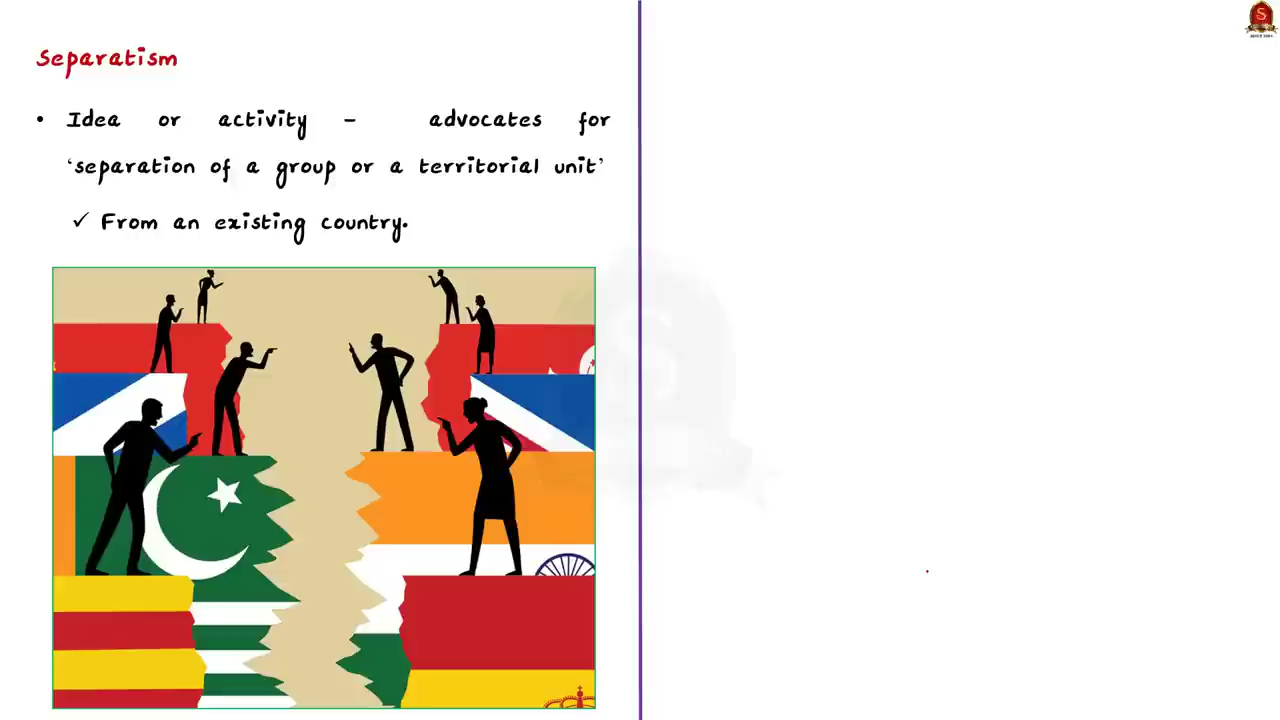 Separatism
• Idea or activity – advocates for
‘separation of a group or a territorial unit’
✓ From an existing country.
S
S